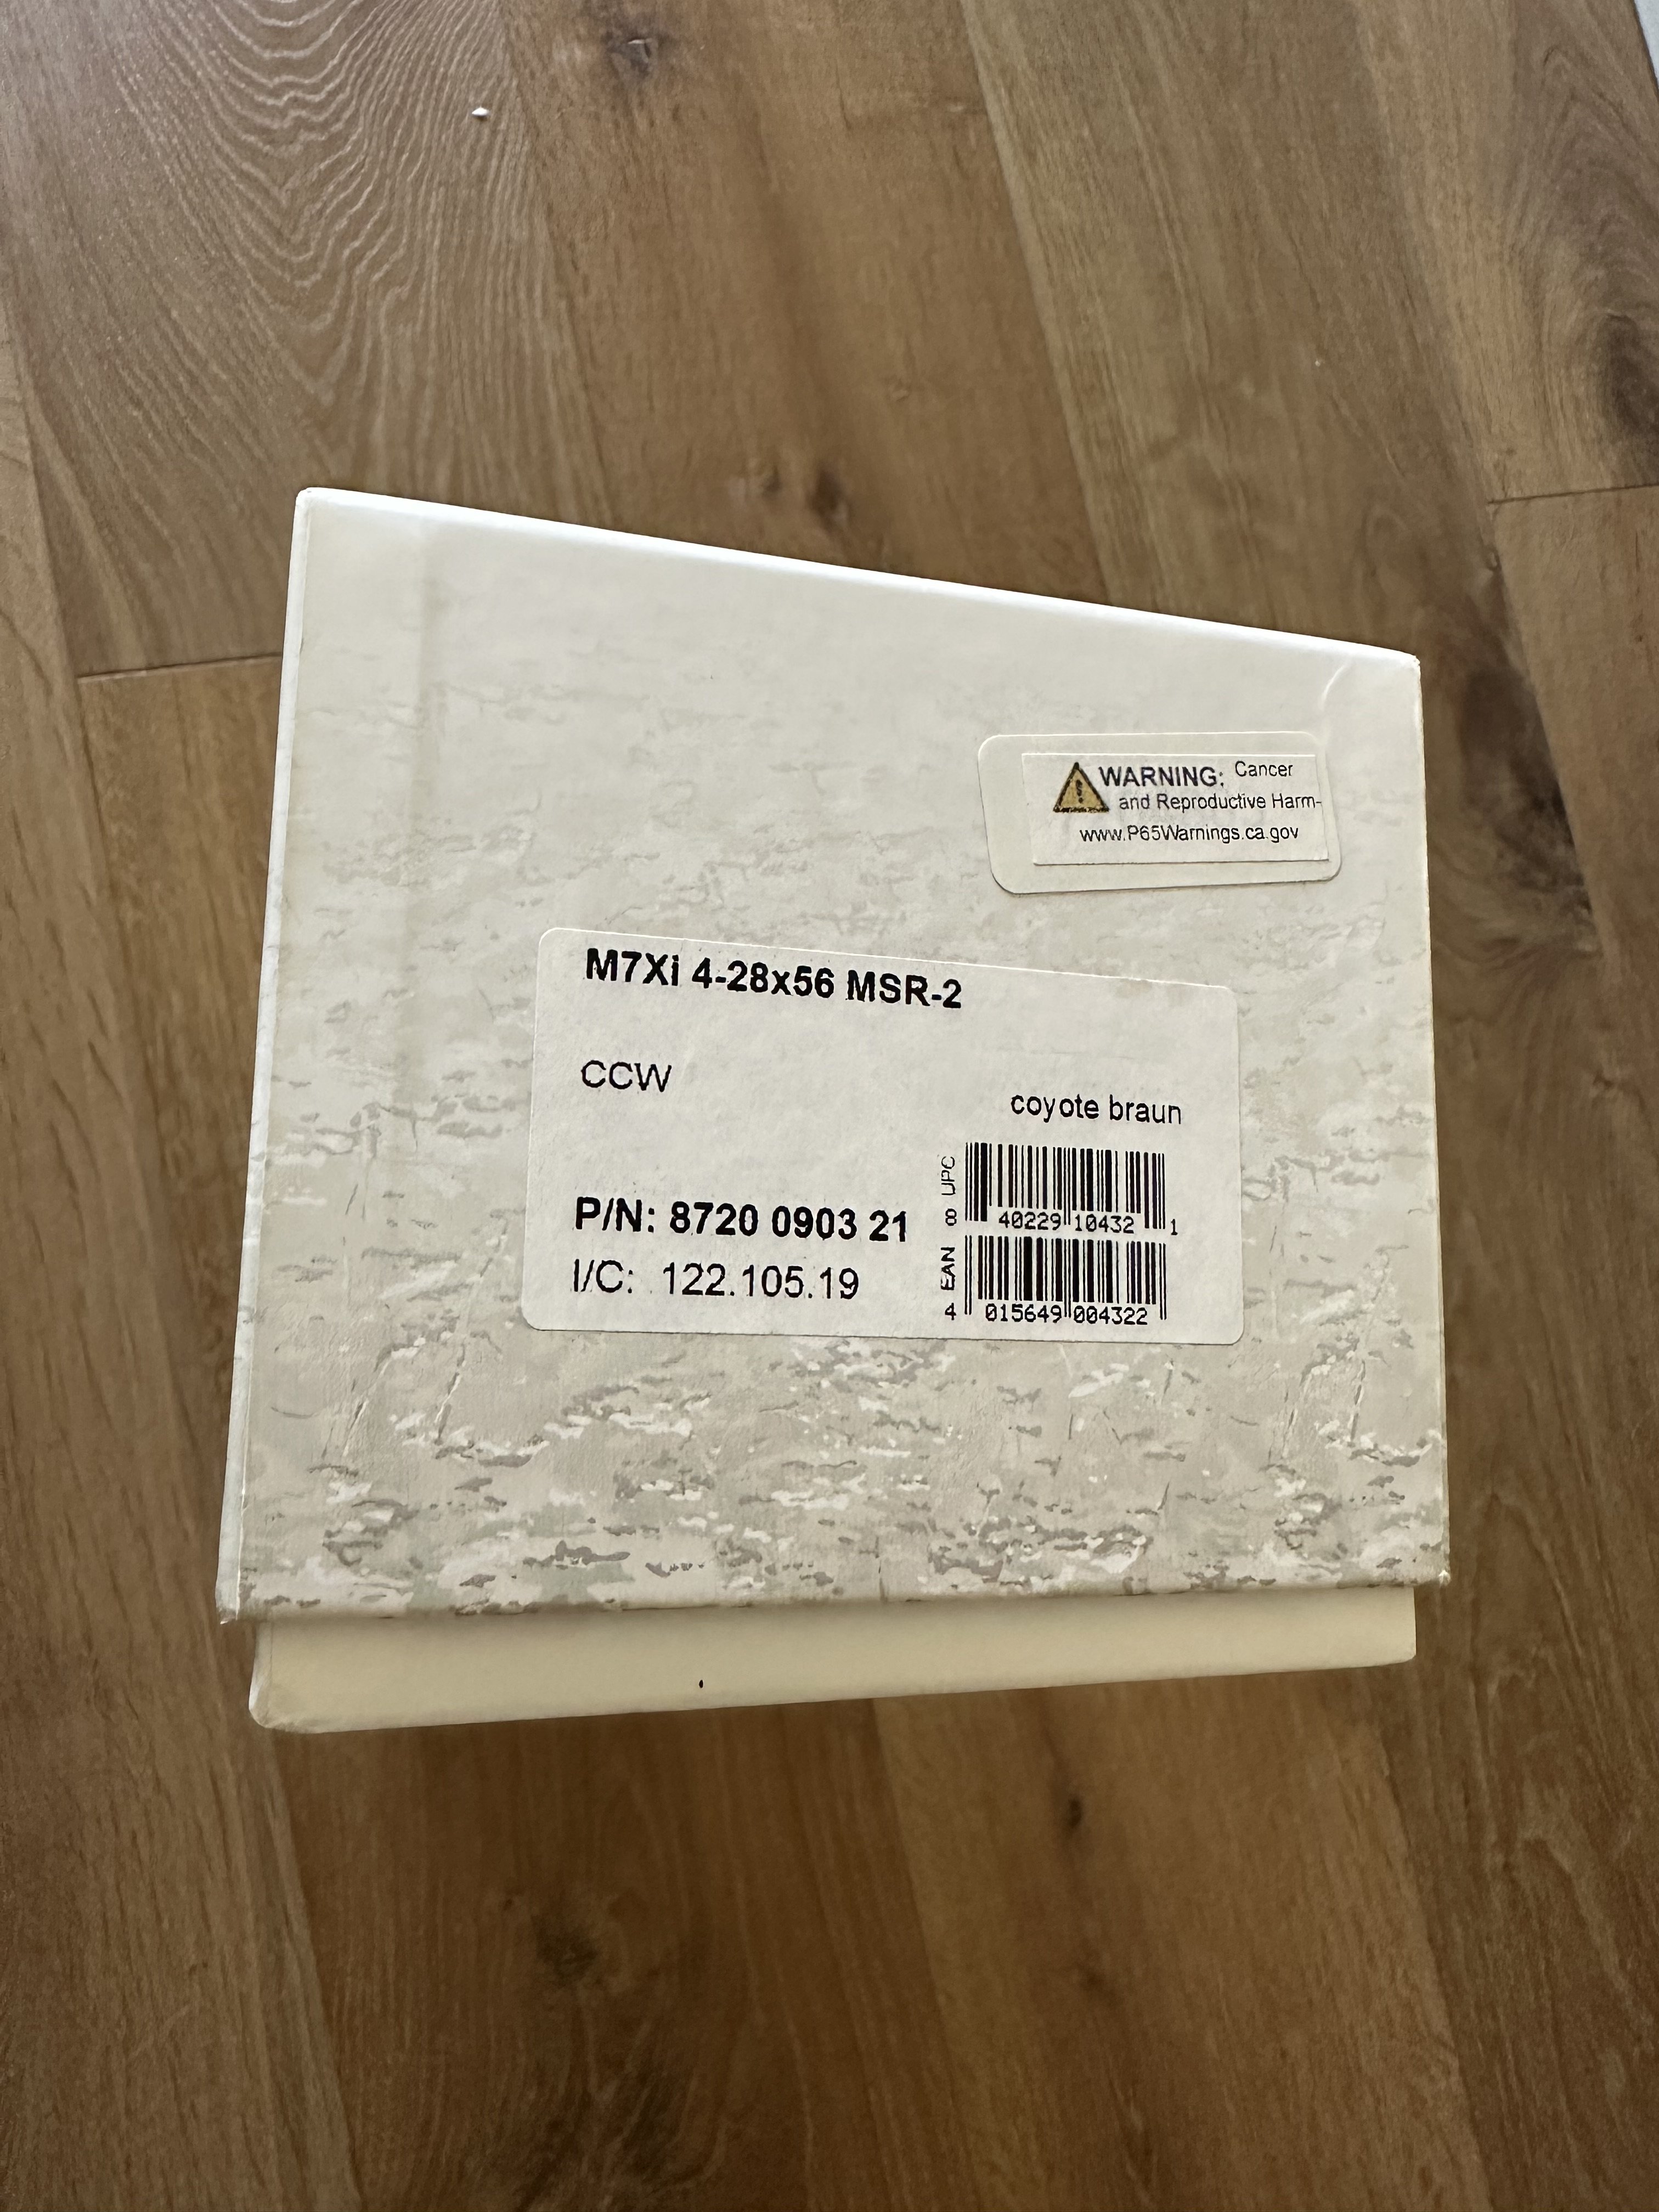 WARNING: Cancer
and Reproductive Harm-
www.P65Warnings.ca.gov
M7Xi 4-28x56 MSR-2
CCW
coyote braun
P/N: 8720 0903 21
I/C: 122.105.19
UPC
8 40229 10432 1
EAN
4 015649 004322